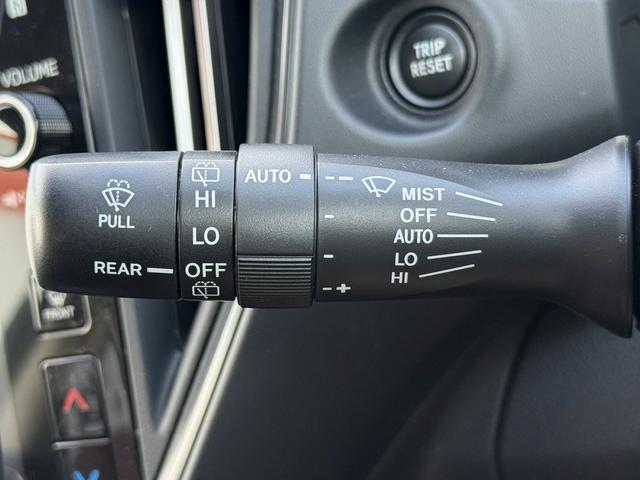 N
VOLUME
TRIP
RESET
PULL
REAR
HI
LO
OFF
AUTO
--
-
-
-+
MIST
OFF
AUTO
LO
HI
FRONT